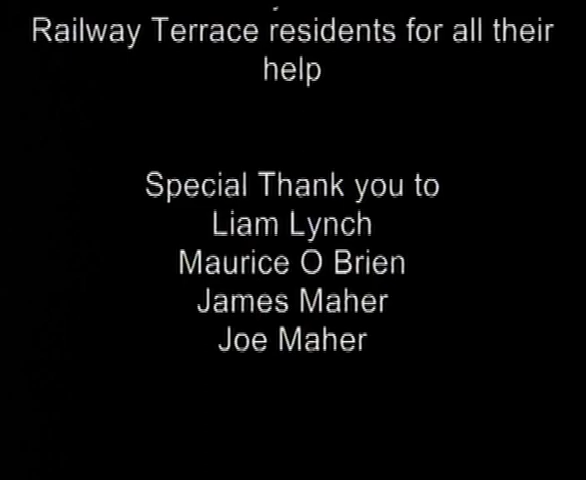 Railway Terrace residents for all their
help
Special Thank you to
Liam Lynch
Maurice O Brien
James Maher
Joe Maher